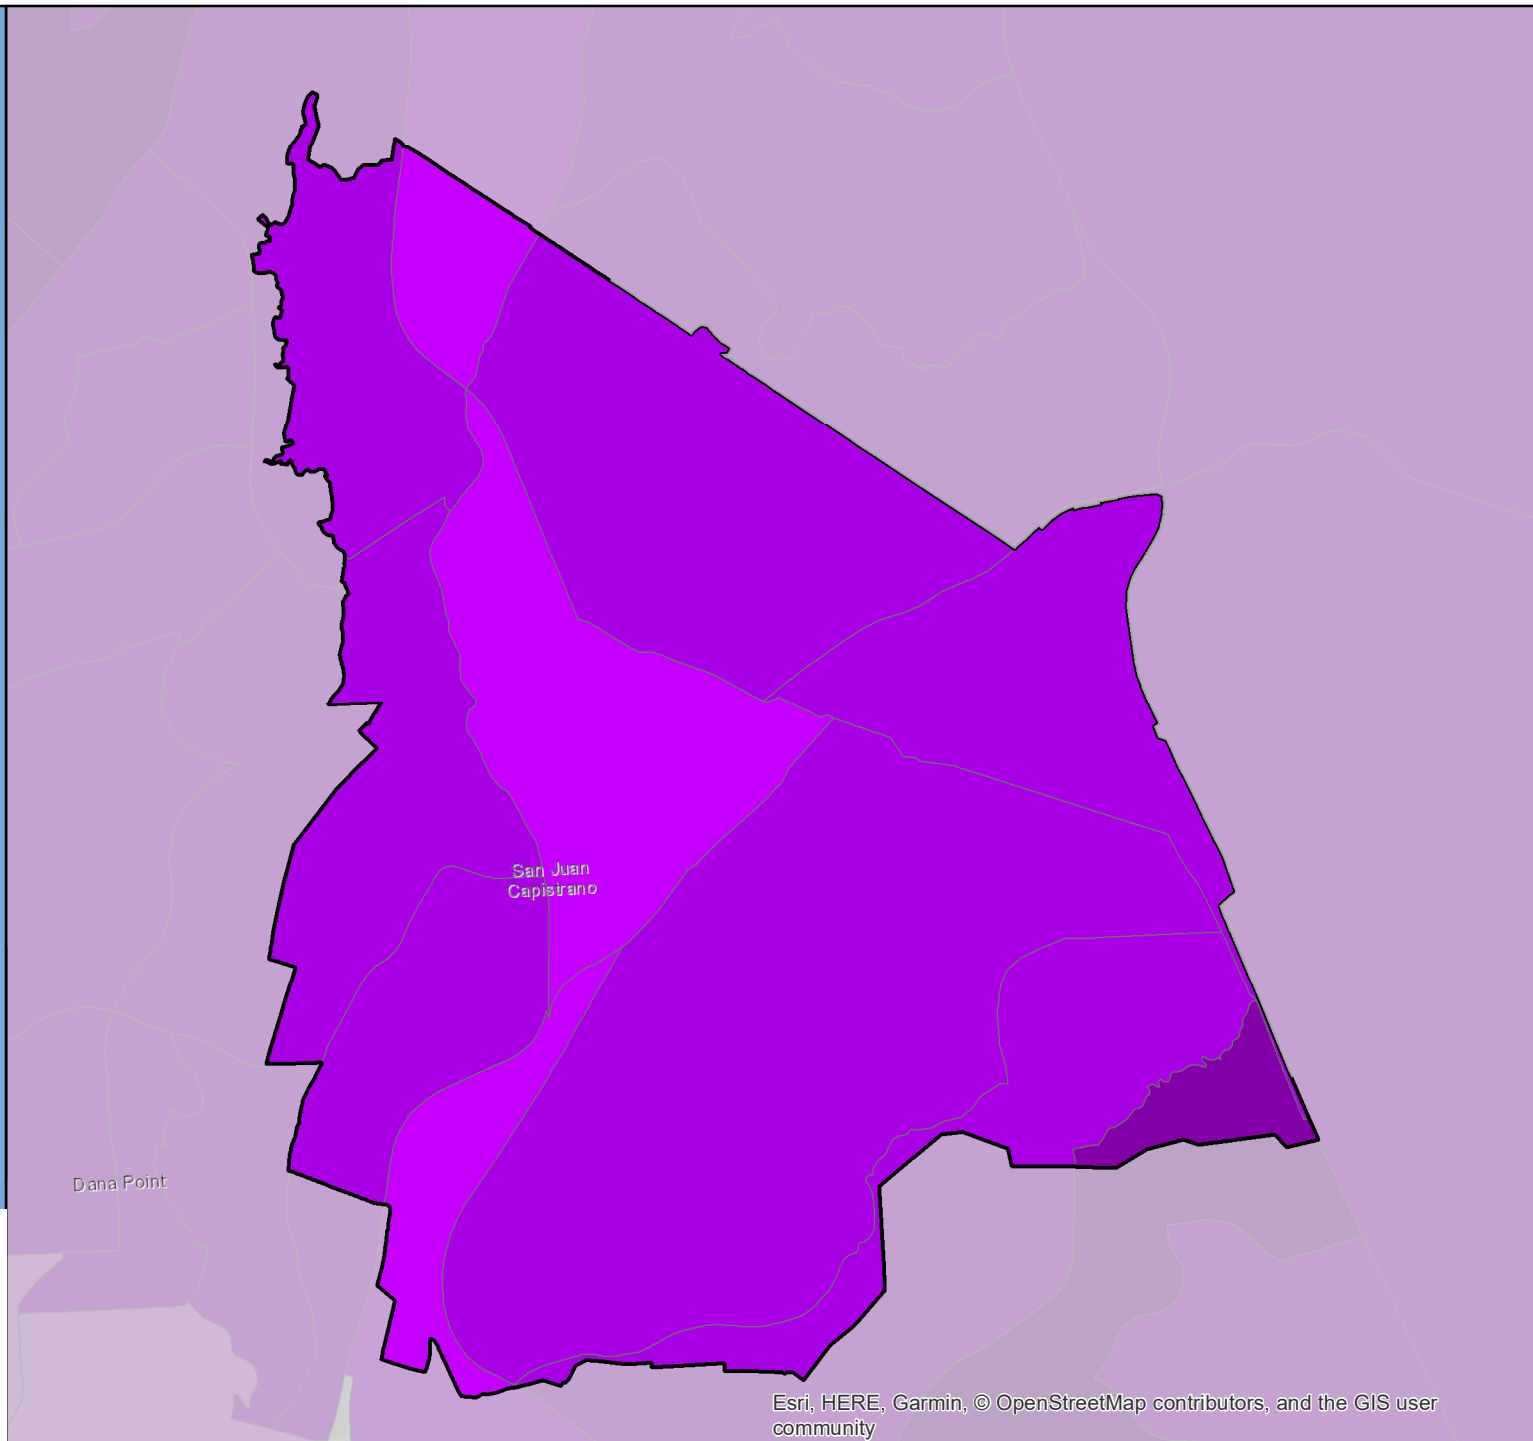 San Juan
Capistrano
Dana Point
Esri, HERE, Garmin, © OpenStreetMap contributors, and the GIS user
community